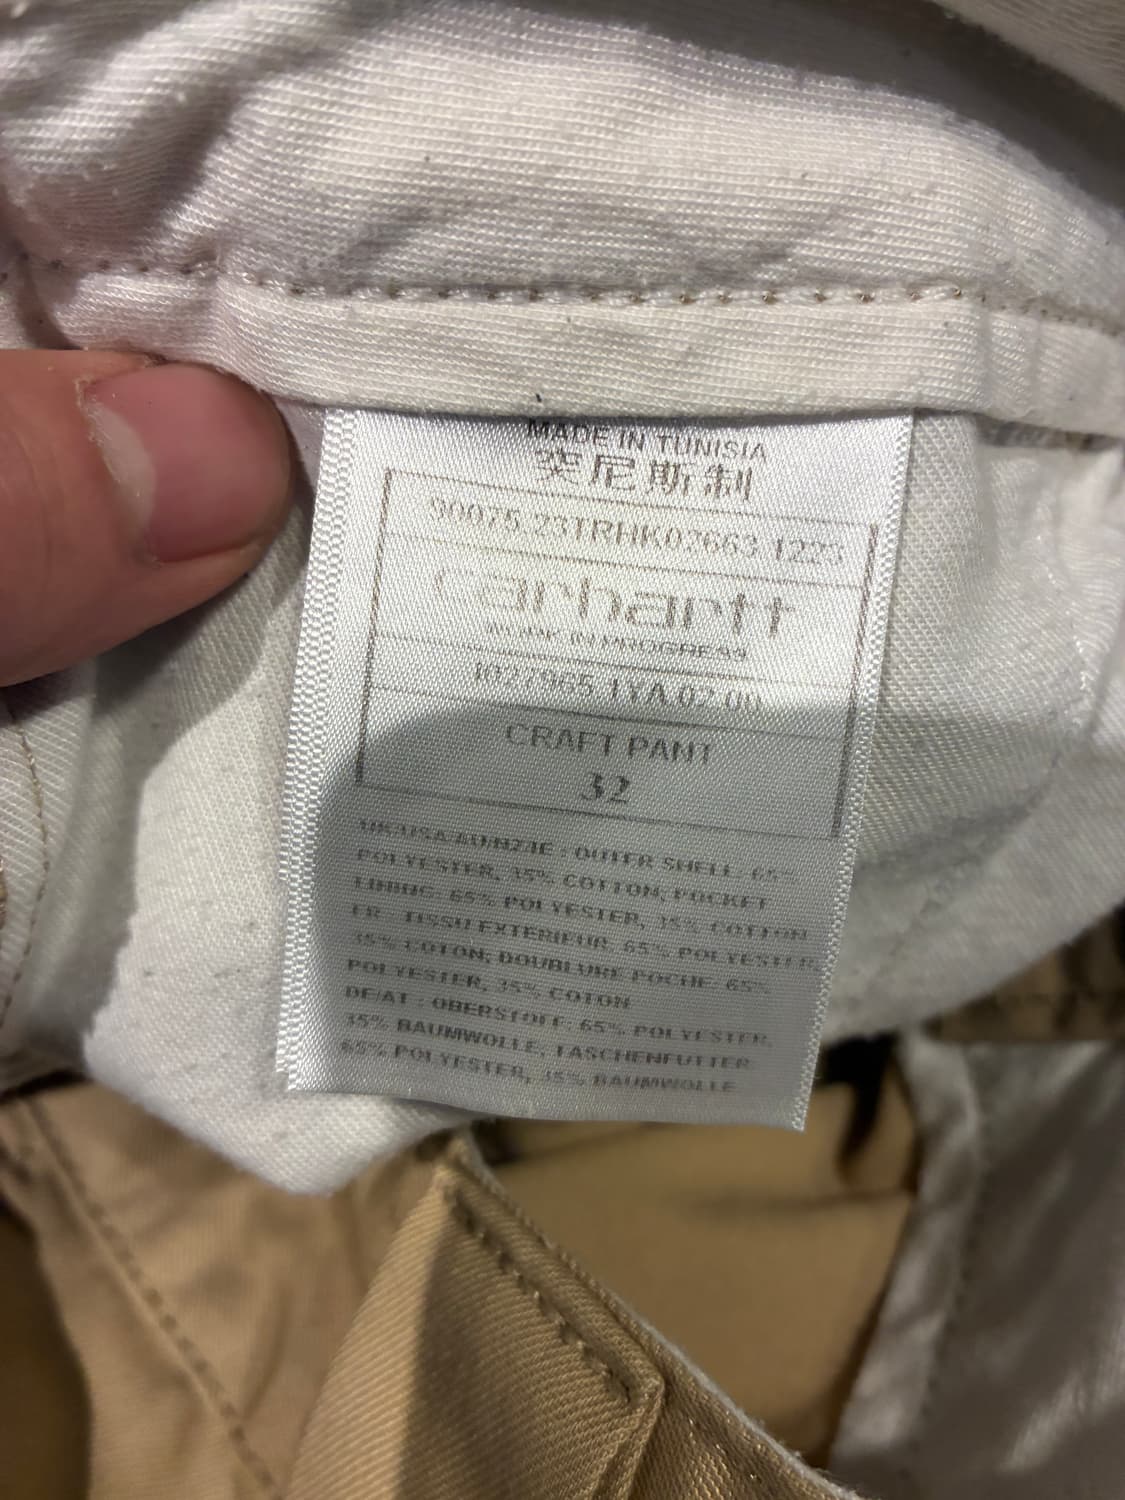 MADE IN TUNISIA
突尼斯制
90075.23TRHK02663.1223
carhartt
WORK IN PROGRESS
I027965.1YA.02.00
CRAFT PANT
32
UK/USA/AU/NZ/IE : OUTER SHELL: 65%
POLYESTER, 35% COTTON; POCKET
LINING: 65% POLYESTER, 35% COTTON
FR : TISSU EXTERIEUR: 65% POLYESTER,
35% COTON; DOUBLURE POCHE: 65%
POLYESTER, 35% COTON
DE/AT : OBERSTOFF: 65% POLYESTER,
35% BAUMWOLLE; TASCHENFUTTER:
65% POLYESTER, 35% BAUMWOLLE